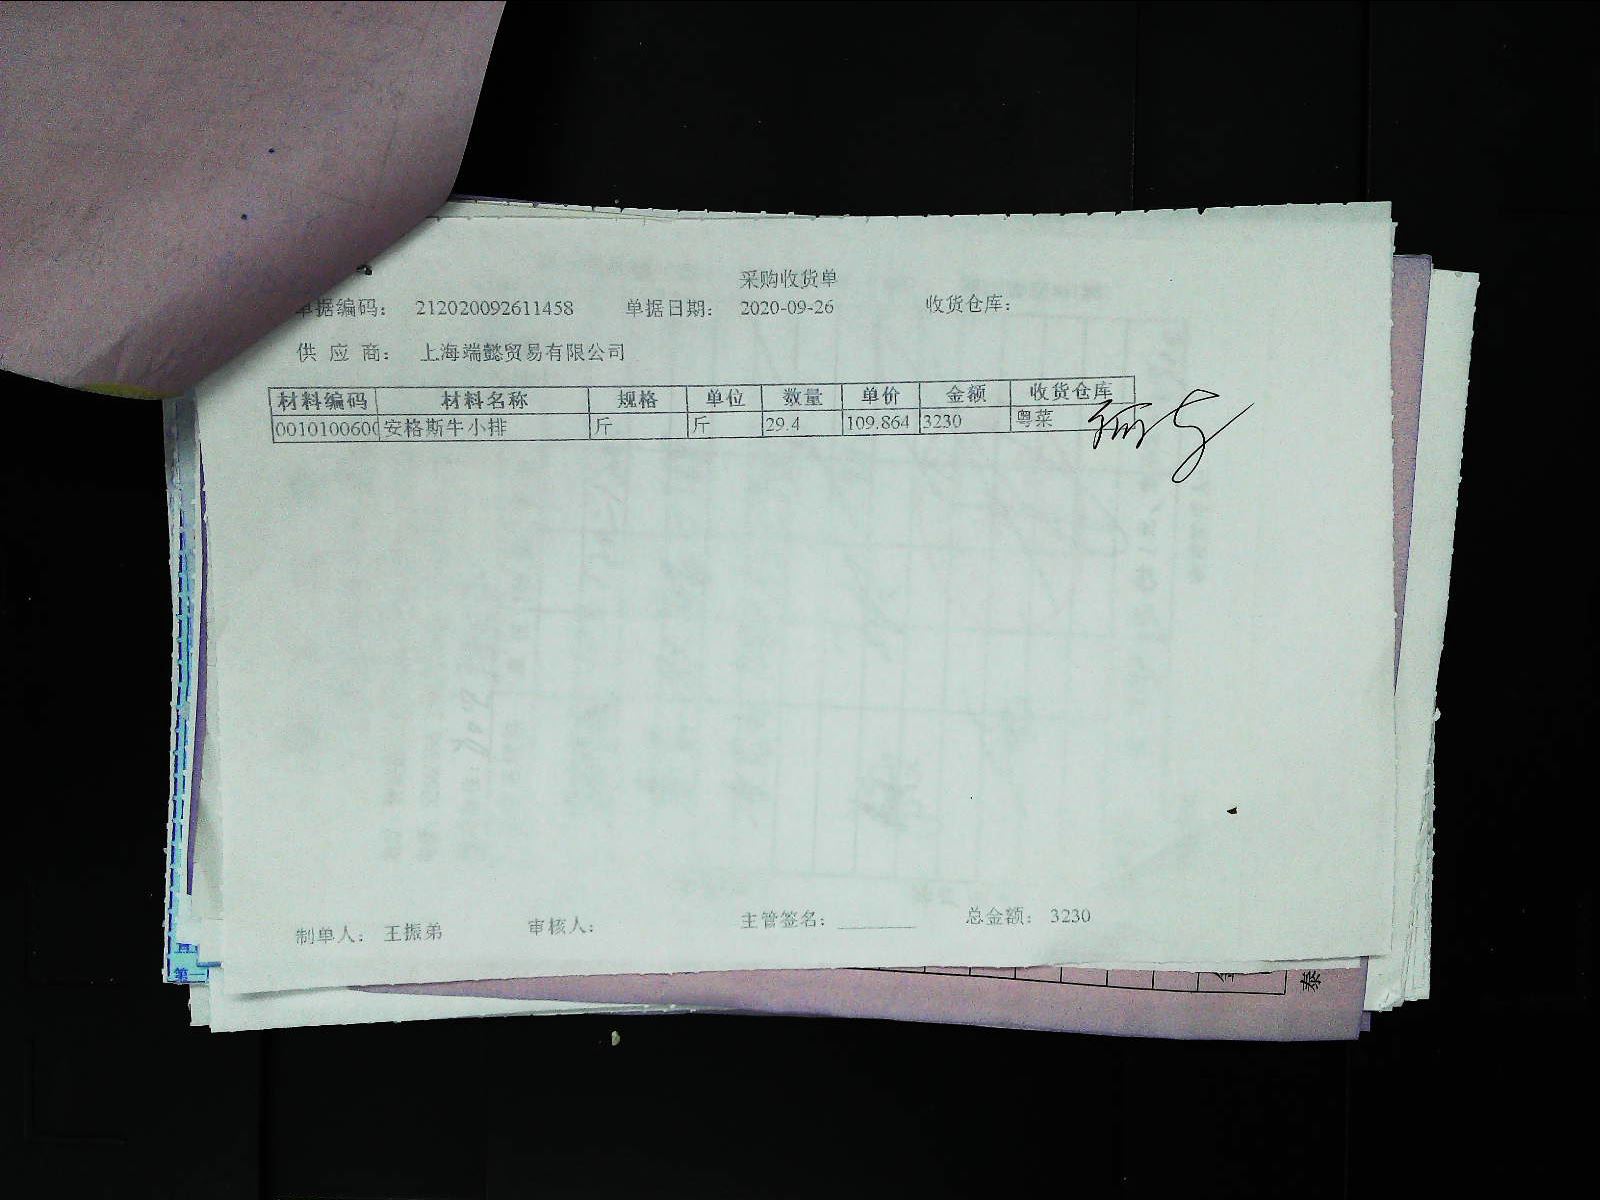 采购收货单
单据编码： 212020092611458 单据日期： 2020-09-26 收货仓库：
供 应 商： 上海端懿贸易有限公司
材料编码 材料名称 规格 单位 数量 单价 金额 收货仓库
0010100600 安格斯牛小排 斤 斤 29.4 109.864 3230 粤菜
制单人： 王振弟 审核人： 主管签名： 总金额： 3230
第一
泰